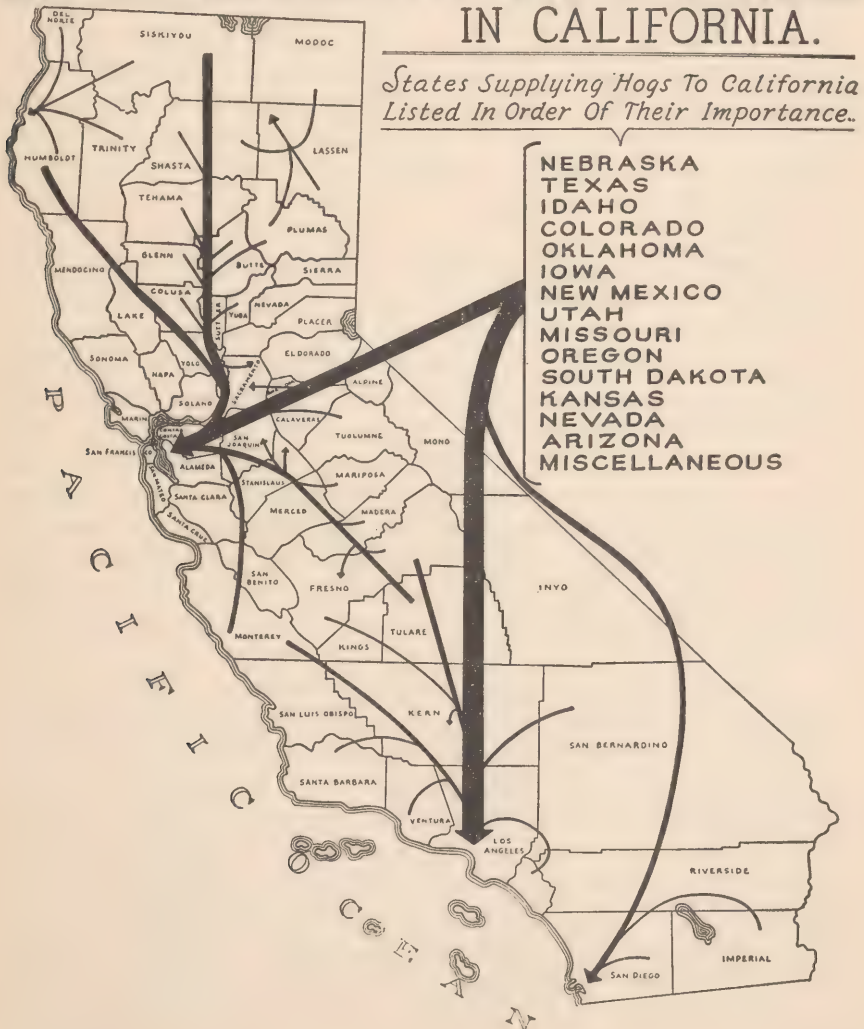 IN CALIFORNIA.
States Supplying Hogs To California
Listed In Order Of Their Importance.
NEBRASKA
TEXAS
IDAHO
COLORADO
OKLAHOMA
IOWA
NEW MEXICO
UTAH
MISSOURI
OREGON
SOUTH DAKOTA
KANSAS
NEVADA
ARIZONA
MISCELLANEOUS
DEL NORTE
SISKIYOU
MODOC
HUMBOLDT
TRINITY
SHASTA
LASSEN
TEHAMA
PLUMAS
MENDOCINO
GLENN
BUTTE
SIERRA
COLUSA
LAKE
SUTTER
YUBA
NEVADA
PLACER
SONOMA
NAPA
YOLO
SACRAMENTO
ELDORADO
ALPINE
SOLANO
MARIN
CONTRA COSTA
SAN JOAQUIN
CALAVERAS
TUOLUMNE
MONO
SAN FRANCISCO
ALAMEDA
STANISLAUS
MARIPOSA
SAN MATEO
SANTA CLARA
MERCED
MADERA
SANTA CRUZ
SAN BENITO
FRESNO
INYO
MONTEREY
KINGS
TULARE
SAN LUIS OBISPO
KERN
SAN BERNARDINO
SANTA BARBARA
VENTURA
LOS ANGELES
RIVERSIDE
SAN DIEGO
IMPERIAL
PACIFIC
OCEAN